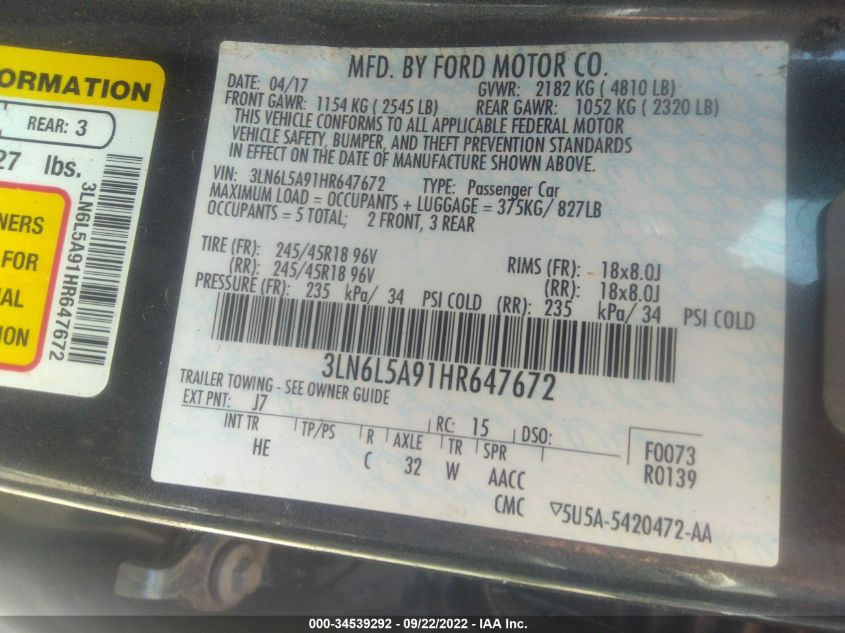 ORMATION
REAR: 3
27 lbs.
3LN6L5A91HR647672
NERS
FOR
AL
ION
MFD. BY FORD MOTOR CO.
DATE: 04/17 GVWR: 2182 KG ( 4810 LB)
FRONT GAWR: 1154 KG ( 2545 LB) REAR GAWR: 1052 KG ( 2320 LB)
THIS VEHICLE CONFORMS TO ALL APPLICABLE FEDERAL MOTOR
VEHICLE SAFETY, BUMPER, AND THEFT PREVENTION STANDARDS
IN EFFECT ON THE DATE OF MANUFACTURE SHOWN ABOVE.
VIN: 3LN6L5A91HR647672 TYPE: Passenger Car
MAXIMUM LOAD = OCCUPANTS + LUGGAGE = 375KG/ 827LB
OCCUPANTS = 5 TOTAL; 2 FRONT, 3 REAR
TIRE (FR): 245/45R18 96V RIMS (FR): 18x8.0J
(RR): 245/45R18 96V (RR): 18x8.0J
PRESSURE (FR): 235 kPa/ 34 PSI COLD (RR): 235 kPa/ 34 PSI COLD
3LN6L5A91HR647672
TRAILER TOWING - SEE OWNER GUIDE
EXT PNT: J7 RC: 15 DSO: F0073
INT TR TP/PS R AXLE TR SPR R0139
HE C 32 W AACC
CMC ▽5U5A-5420472-AA
000-34539292 - 09/22/2022 - IAA Inc.